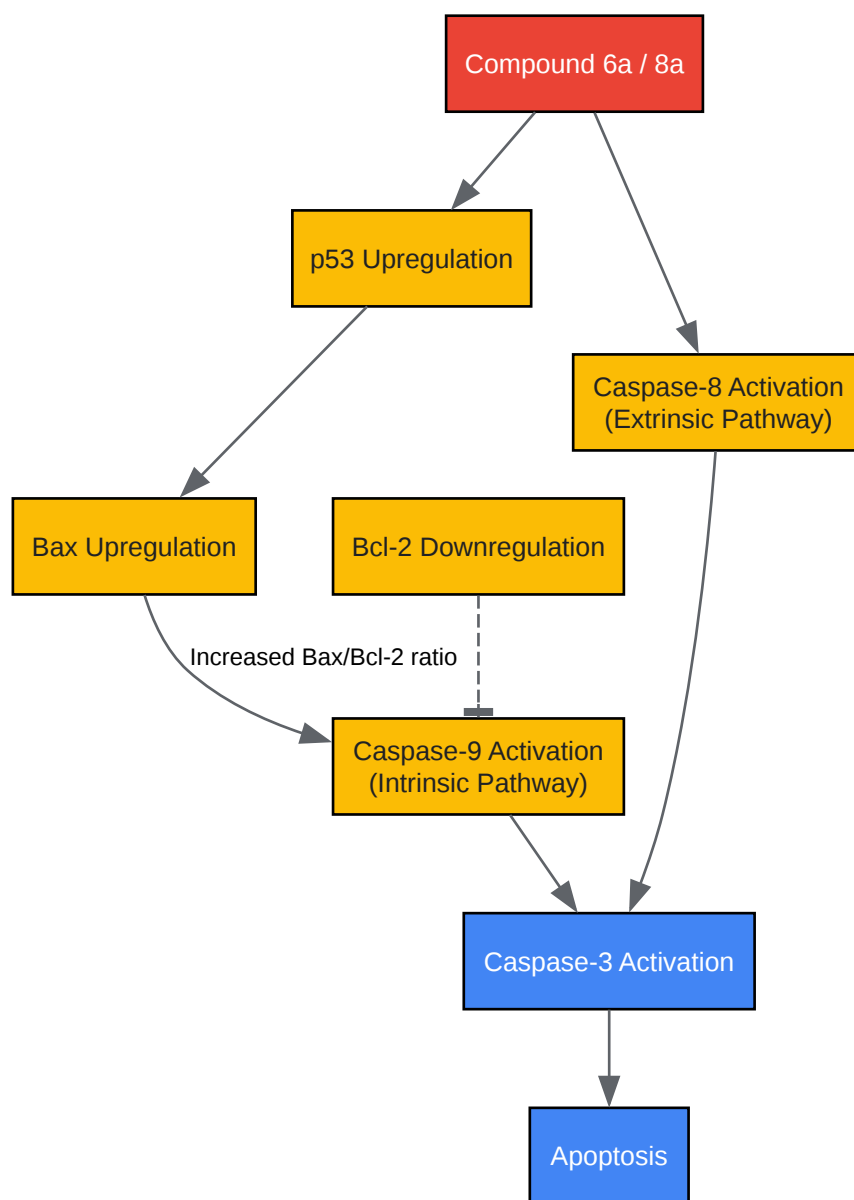 Compound 6a / 8a
p53 Upregulation
Caspase-8 Activation
(Extrinsic Pathway)
Bax Upregulation
Bcl-2 Downregulation
Increased Bax/Bcl-2 ratio
Caspase-9 Activation
(Intrinsic Pathway)
Caspase-3 Activation
Apoptosis